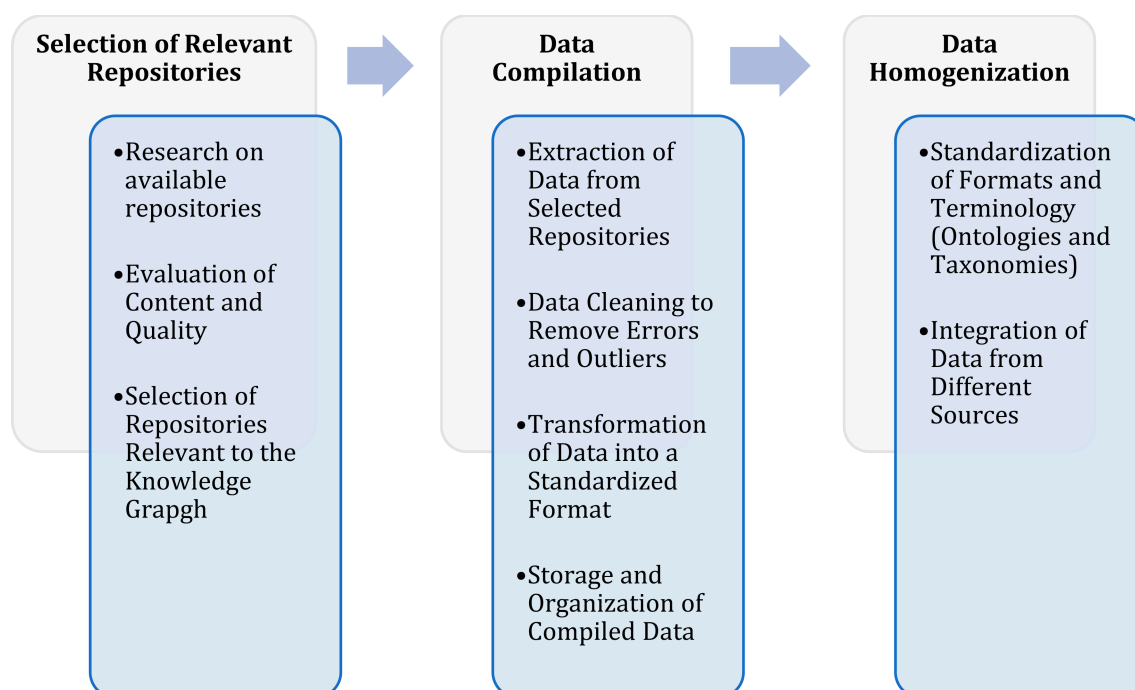 Selection of Relevant
Repositories
•Research on
available
repositories
•Evaluation of
Content and
Quality
•Selection of
Repositories
Relevant to the
Knowledge
Grapgh
Data
Compilation
•Extraction of
Data from
Selected
Repositories
•Data Cleaning to
Remove Errors
and Outliers
•Transformation
of Data into a
Standardized
Format
•Storage and
Organization of
Compiled Data
Data
Homogenization
•Standardization
of Formats and
Terminology
(Ontologies and
Taxonomies)
•Integration of
Data from
Different
Sources